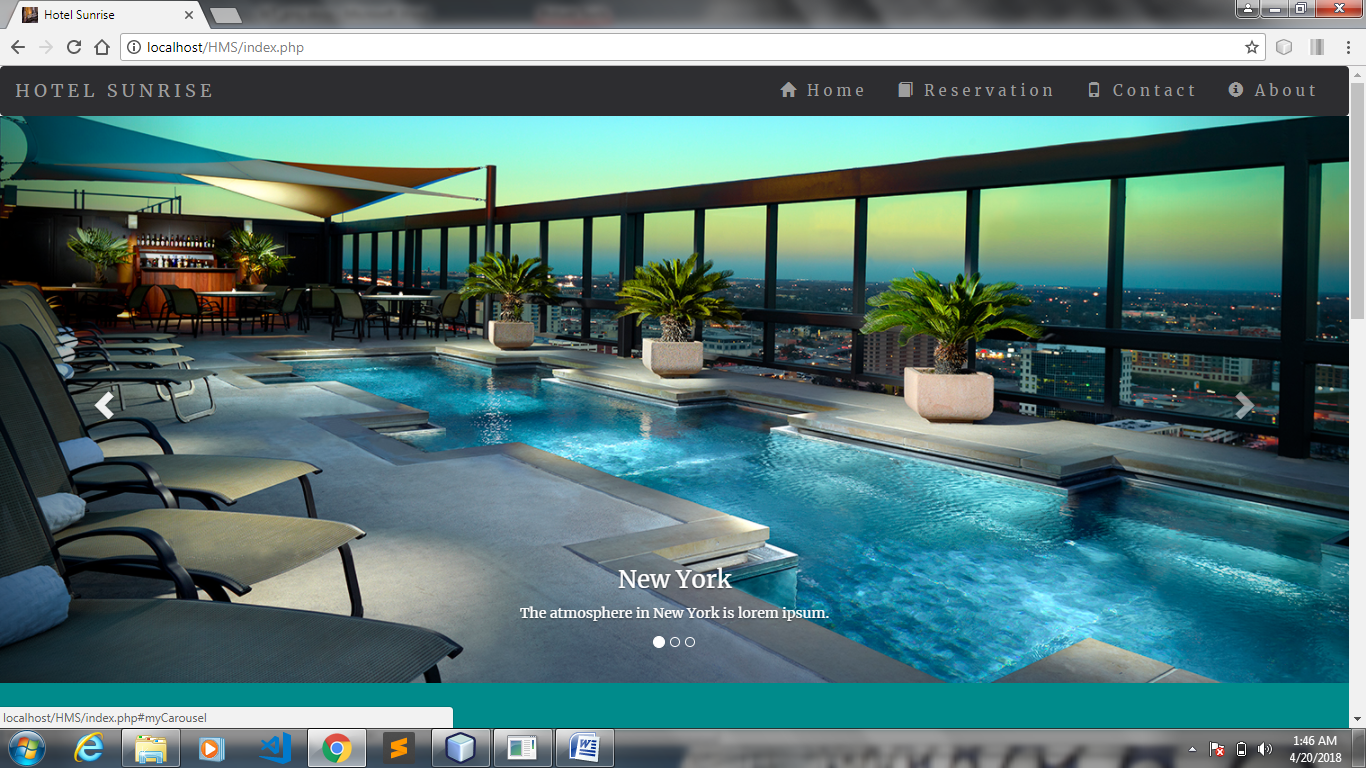 Hotel Sunrise
localhost/HMS/index.php
HOTEL SUNRISE
Home
Reservation
Contact
About
New York
The atmosphere in New York is lorem ipsum.
localhost/HMS/index.php#myCarousel
1:46 AM
4/20/2018